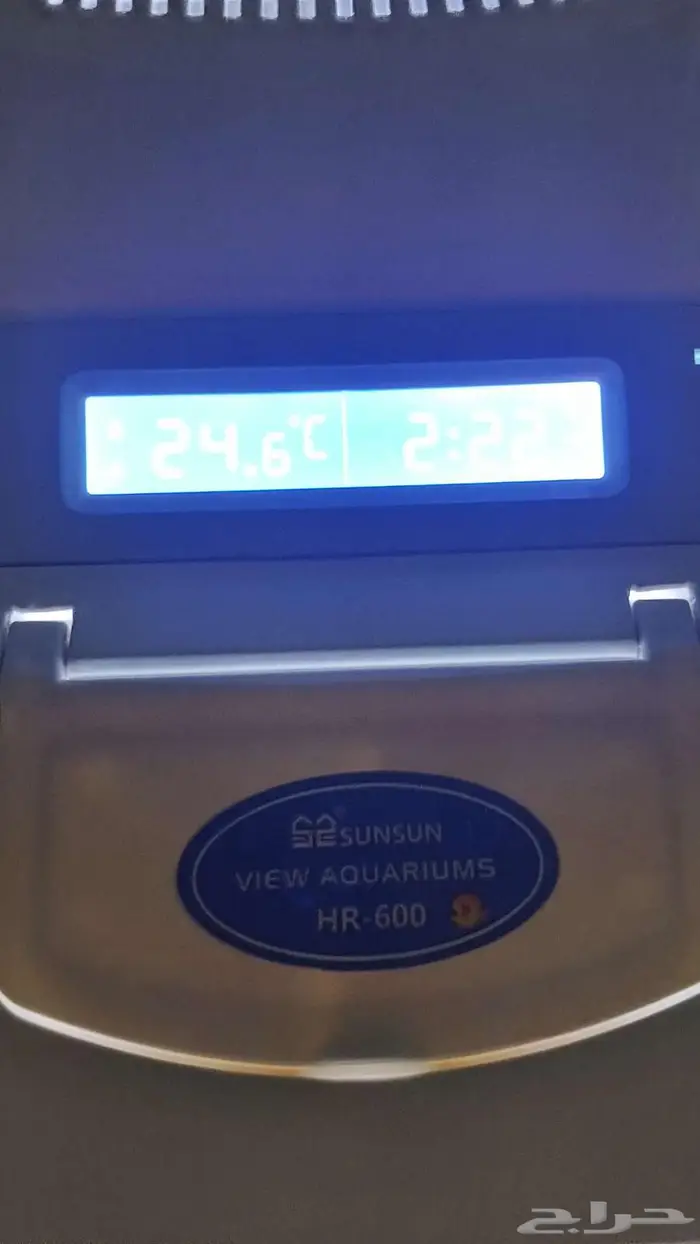 24.6°C
2:22
SUNSUN
VIEW AQUARIUMS
HR-600
حراج